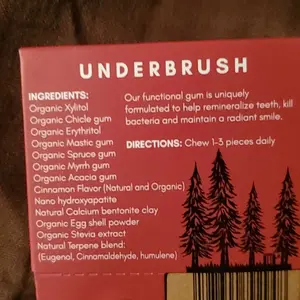 UNDERBRUSH
INGREDIENTS:
Organic Xylitol
Organic Chicle gum
Organic Erythritol
Organic Mastic gum
Organic Spruce gum
Organic Myrrh gum
Organic Acacia gum
Cinnamon Flavor (Natural and Organic)
Nano hydroxyapatite
Natural Calcium bentonite clay
Organic Egg shell powder
Organic Stevia extract
Natural Terpene blend:
(Eugenol, Cinnamaldehyde, humulene)
Our functional gum is uniquely
formulated to help remineralize teeth, kill
bacteria and maintain a radiant smile.
DIRECTIONS: Chew 1-3 pieces daily